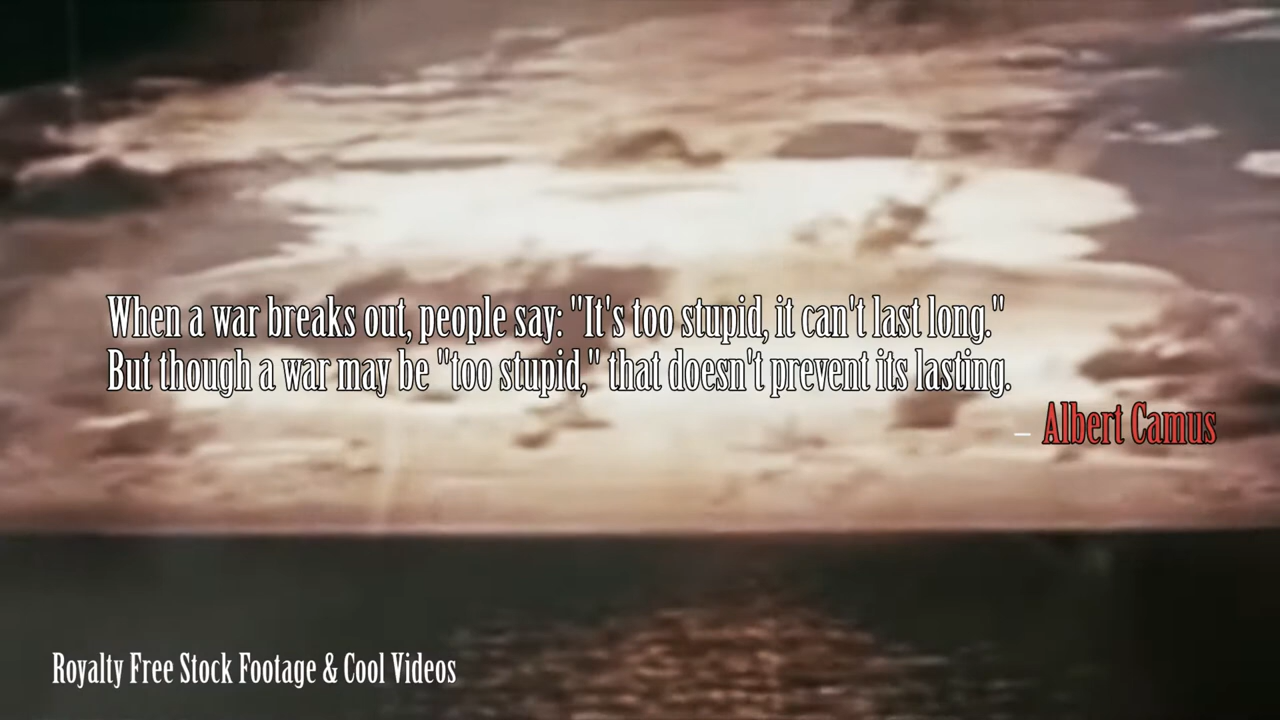 When a war breaks out, people say: "It's too stupid, it can't last long."
But though a war may be "too stupid," that doesn't prevent its lasting.
– Albert Camus
Royalty Free Stock Footage & Cool Videos